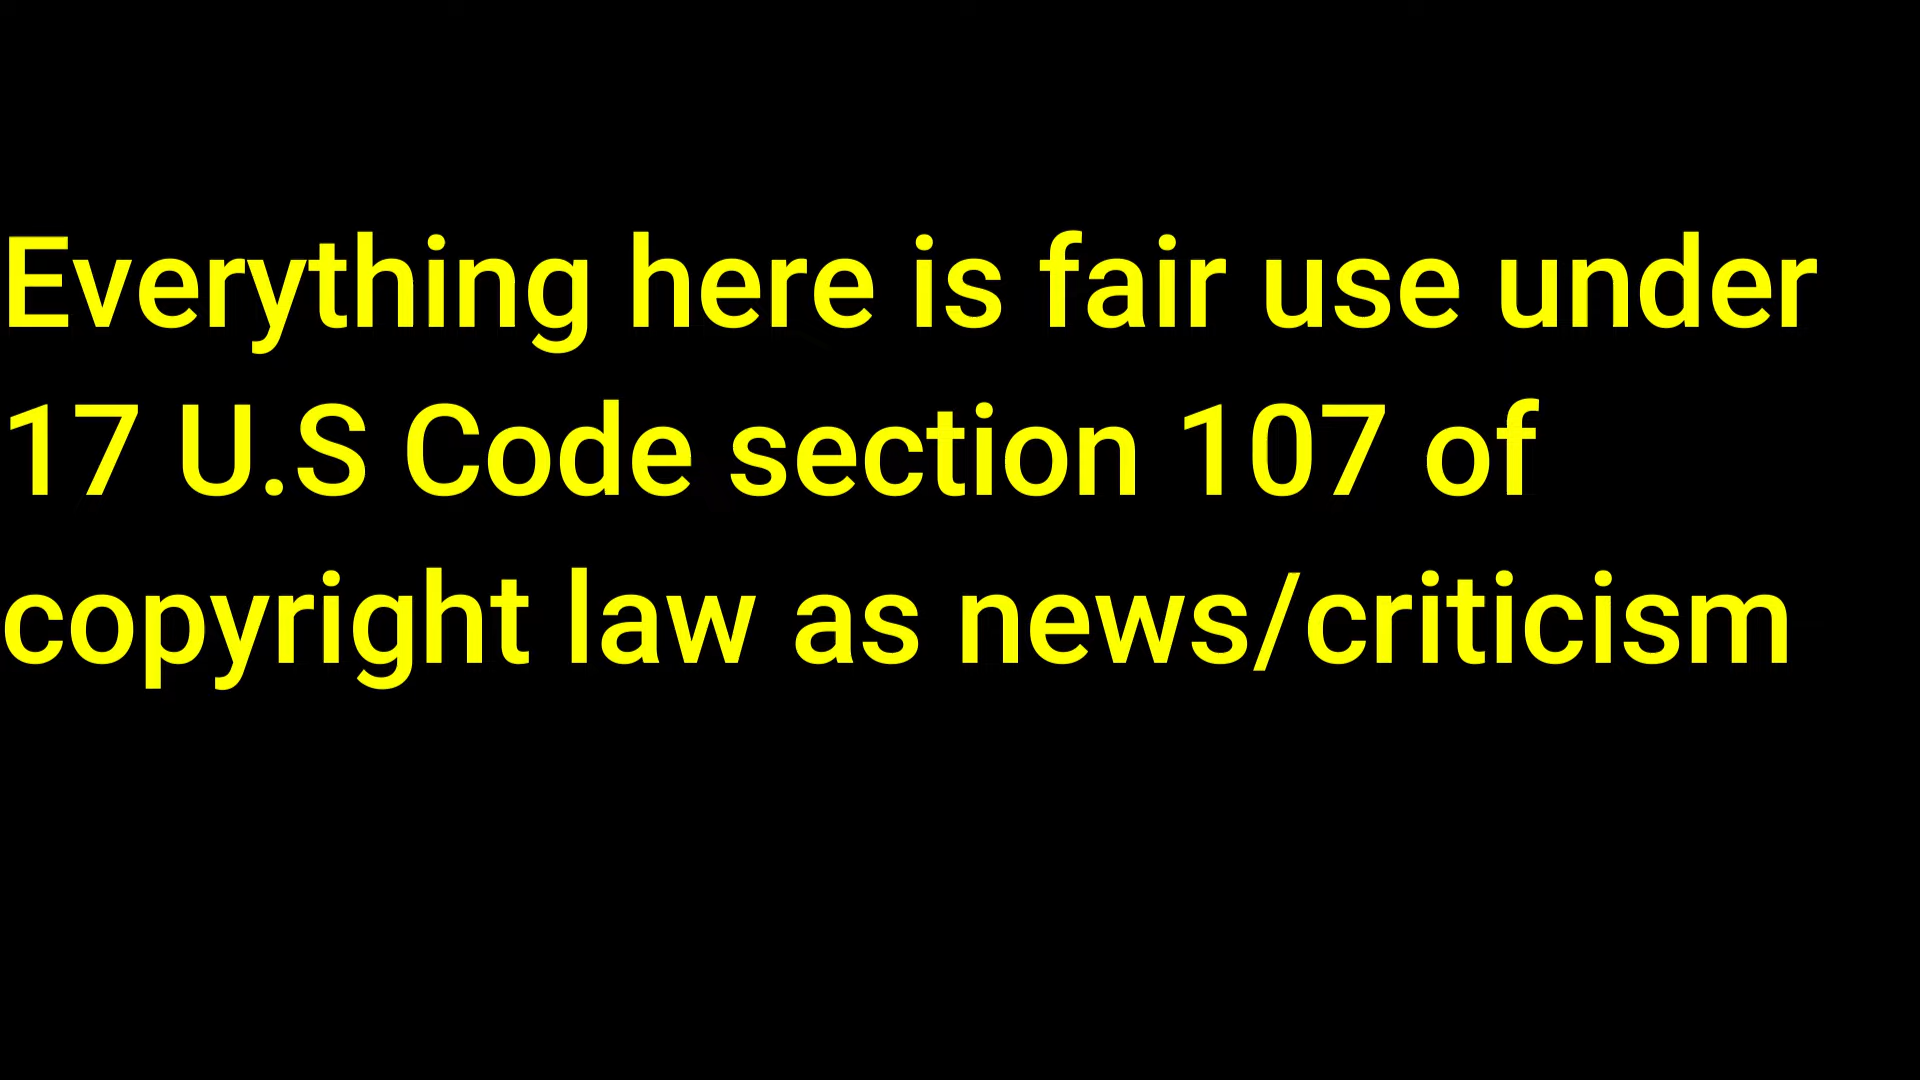 Everything here is fair use under
17 U.S Code section 107 of
copyright law as news/criticism